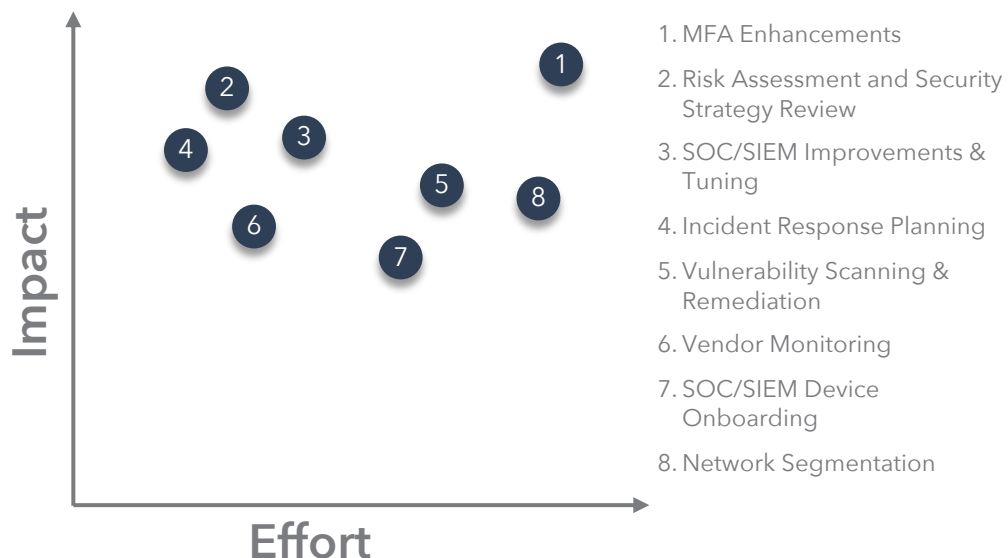 Impact
1
2
3
4
5
8
6
7
Effort
1. MFA Enhancements
2. Risk Assessment and Security
Strategy Review
3. SOC/SIEM Improvements &
Tuning
4. Incident Response Planning
5. Vulnerability Scanning &
Remediation
6. Vendor Monitoring
7. SOC/SIEM Device
Onboarding
8. Network Segmentation